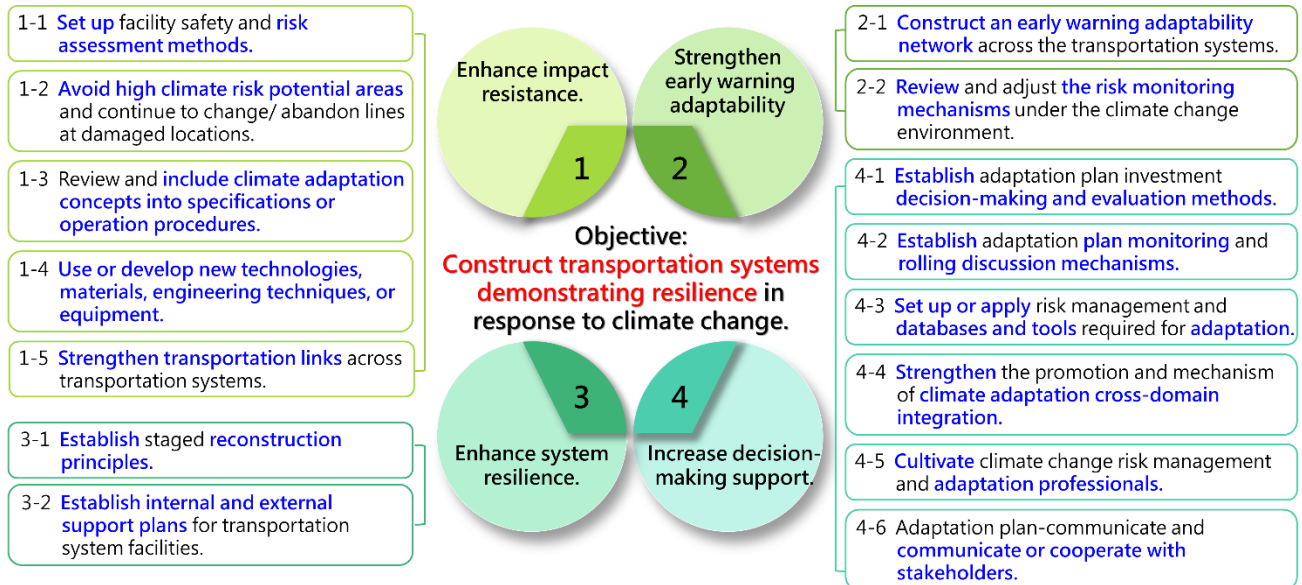 1-1 Set up facility safety and risk
assessment methods.
1-2 Avoid high climate risk potential areas
and continue to change/ abandon lines
at damaged locations.
1-3 Review and include climate adaptation
concepts into specifications or
operation procedures.
1-4 Use or develop new technologies,
materials, engineering techniques, or
equipment.
1-5 Strengthen transportation links across
transportation systems.
3-1 Establish staged reconstruction
principles.
3-2 Establish internal and external
support plans for transportation
system facilities.
Enhance impact
resistance.
1
Strengthen
early warning
adaptability
2
Objective:
Construct transportation systems
demonstrating resilience in
response to climate change.
3
Enhance system
resilience.
4
Increase decision-
making support.
2-1 Construct an early warning adaptability
network across the transportation systems.
2-2 Review and adjust the risk monitoring
mechanisms under the climate change
environment.
4-1 Establish adaptation plan investment
decision-making and evaluation methods.
4-2 Establish adaptation plan monitoring and
rolling discussion mechanisms.
4-3 Set up or apply risk management and
databases and tools required for adaptation.
4-4 Strengthen the promotion and mechanism
of climate adaptation cross-domain
integration.
4-5 Cultivate climate change risk management
and adaptation professionals.
4-6 Adaptation plan-communicate and
communicate or cooperate with
stakeholders.